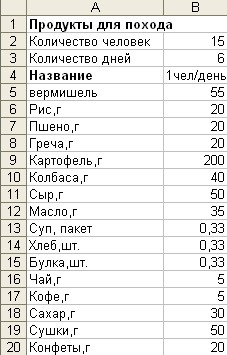 A B
1 Продукты для похода
2 Количество человек 15
3 Количество дней 6
4 Название 1чел/день
5 вермишель 55
6 Рис,г 20
7 Пшено,г 20
8 Греча,г 20
9 Картофель,г 200
10 Колбаса,г 40
11 Сыр,г 50
12 Масло,г 35
13 Суп, пакет 0,33
14 Хлеб,шт. 0,33
15 Булка,шт. 0,33
16 Чай,г 5
17 Кофе,г 5
18 Сахар,г 30
19 Сушки,г 50
20 Конфеты,г 20